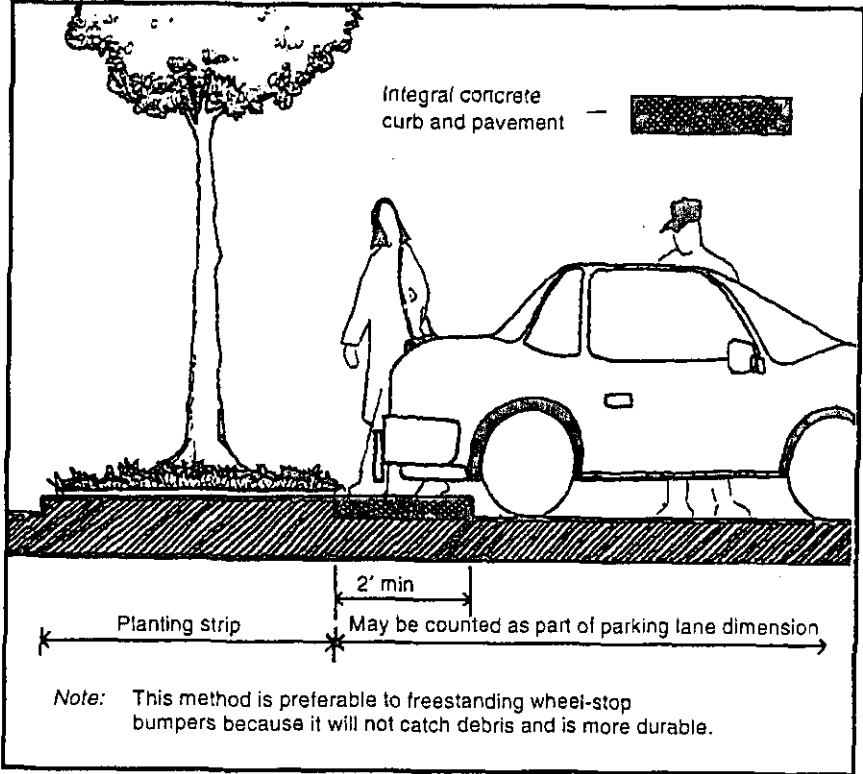 Integral concrete
curb and pavement
2' min
Planting strip
May be counted as part of parking lane dimension
Note: This method is preferable to freestanding wheel-stop
bumpers because it will not catch debris and is more durable.